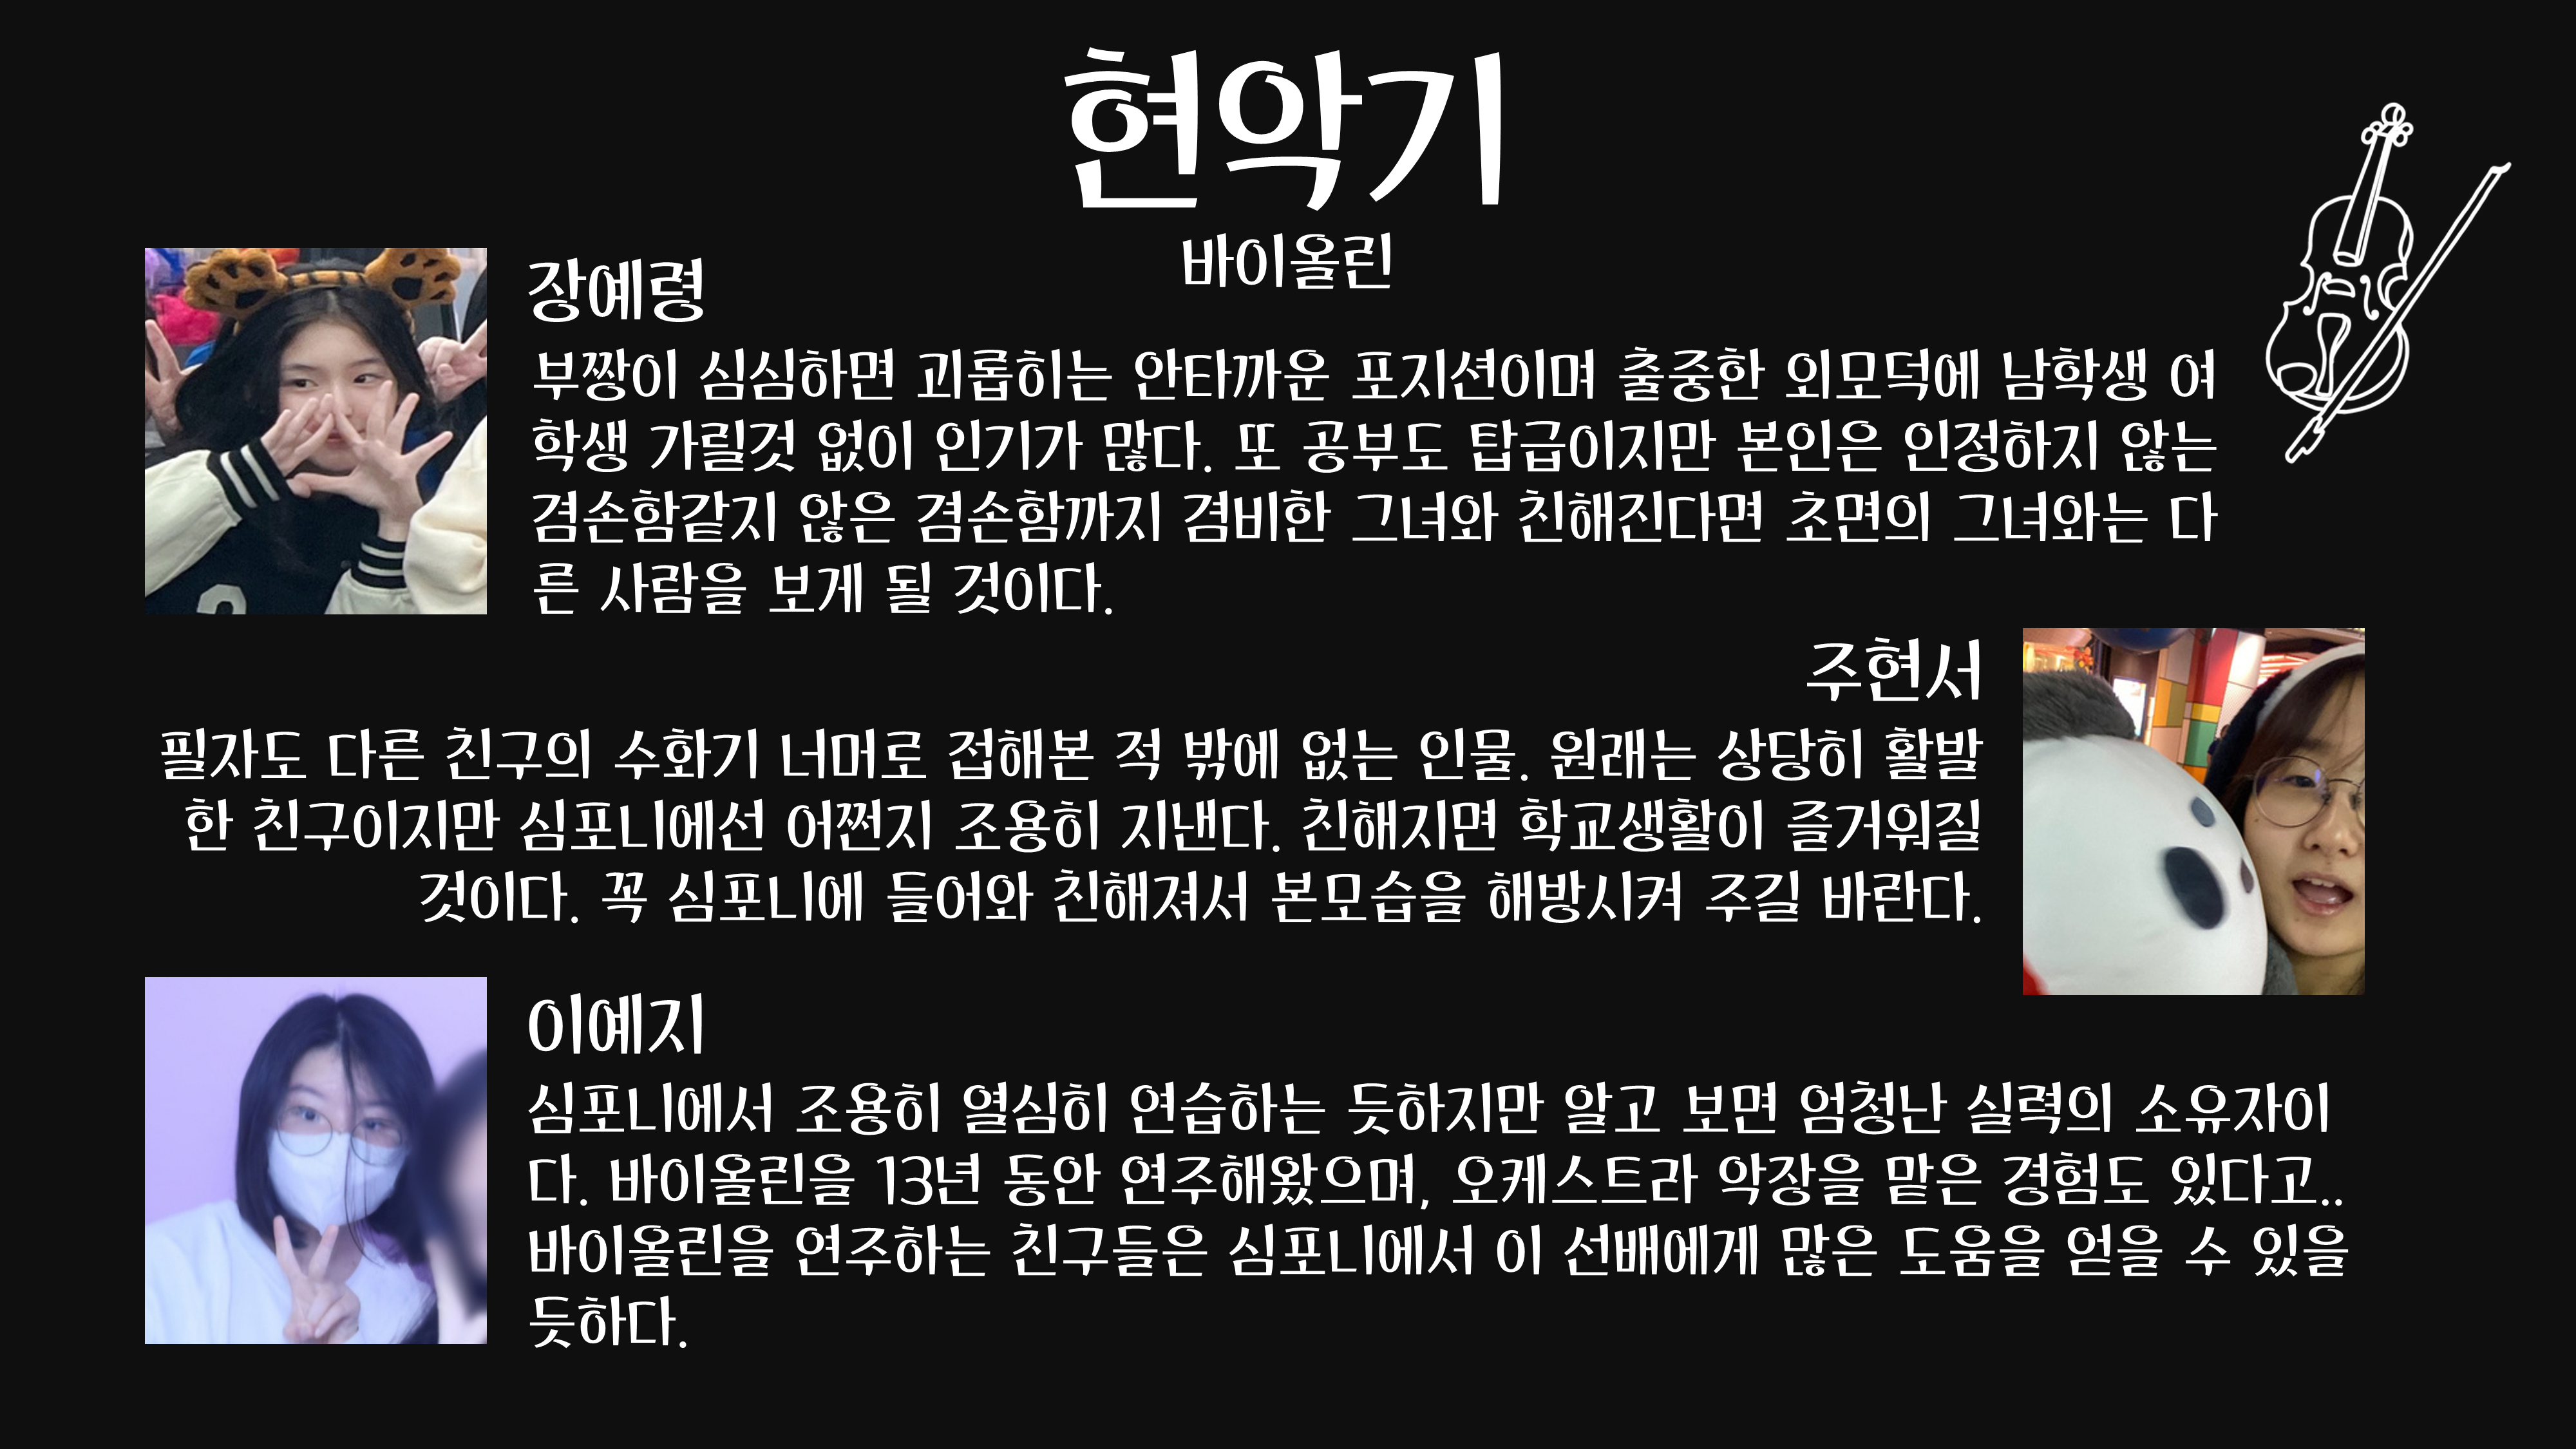 현악기
바이올린
장예령
부짱이 심심하면 괴롭히는 안타까운 포지션이며 출중한 외모덕에 남학생 여
학생 가릴것 없이 인기가 많다. 또 공부도 탑급이지만 본인은 인정하지 않는
겸손함같지 않은 겸손함까지 겸비한 그녀와 친해진다면 초면의 그녀와는 다
른 사람을 보게 될 것이다.
주현서
필자도 다른 친구의 수화기 너머로 접해본 적 밖에 없는 인물. 원래는 상당히 활발
한 친구이지만 심포니에선 어쩐지 조용히 지낸다. 친해지면 학교생활이 즐거워질
것이다. 꼭 심포니에 들어와 친해져서 본모습을 해방시켜 주길 바란다.
이예지
심포니에서 조용히 열심히 연습하는 듯하지만 알고 보면 엄청난 실력의 소유자이
다. 바이올린을 13년 동안 연주해왔으며, 오케스트라 악장을 맡은 경험도 있다고..
바이올린을 연주하는 친구들은 심포니에서 이 선배에게 많은 도움을 얻을 수 있을
듯하다.